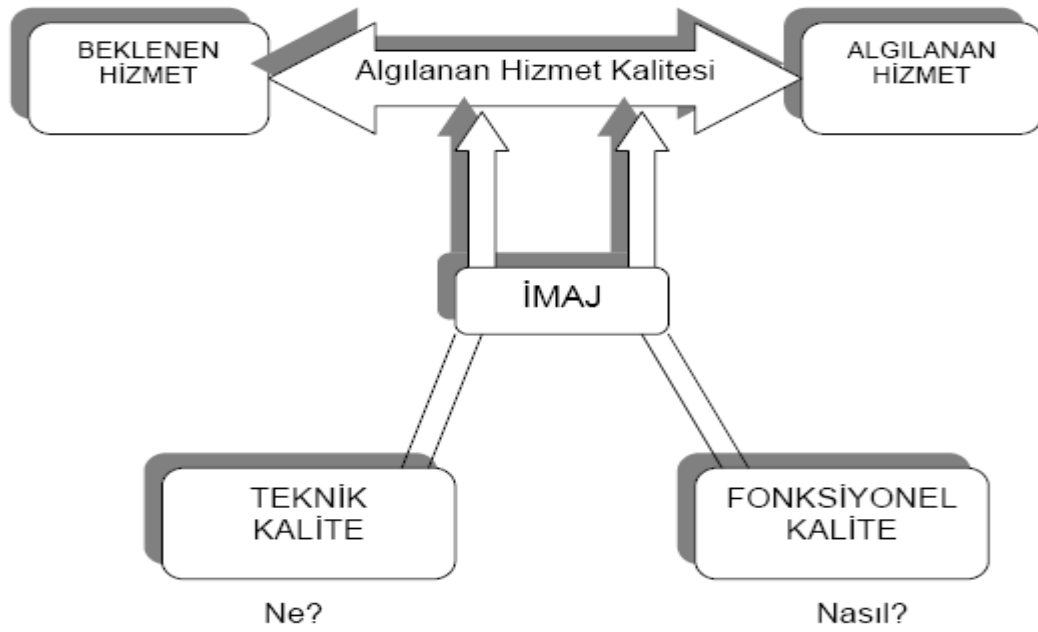 BEKLENEN
HİZMET
Algılanan Hizmet Kalitesi
ALGILANAN
HİZMET
İMAJ
TEKNİK
KALİTE
FONKSİYONEL
KALİTE
Ne?
Nasıl?